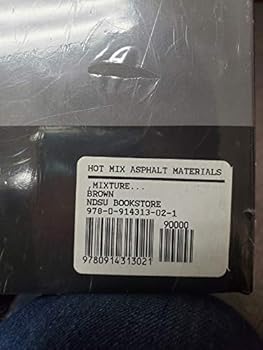 HOT MIX ASPHALT MATERIALS
,MIXTURE...
BROWN
NDSU BOOKSTORE
978-0-914313-02-1
90000
9780914313021